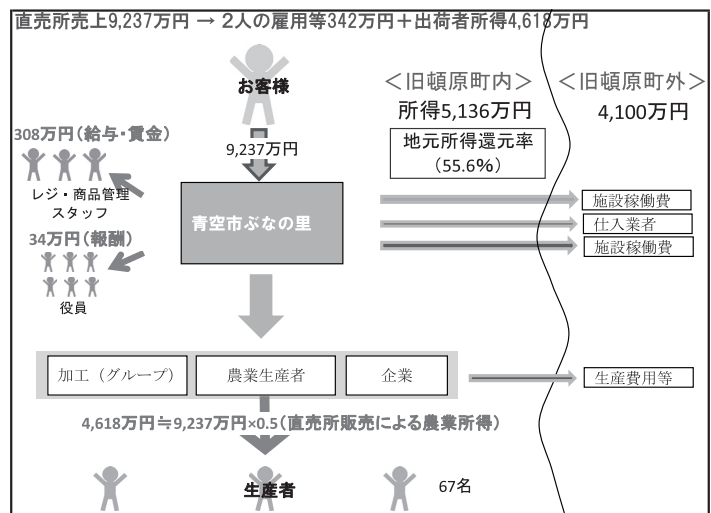 直売所売上9,237万円 → 2人の雇用等342万円＋出荷者所得4,618万円
お客様
＜旧頓原町内＞
所得5,136万円
地元所得還元率
（55.6%）
＜旧頓原町外＞
4,100万円
308万円（給与・賃金）
9,237万円
レジ・商品管理
スタッフ
青空市ぶなの里
施設稼働費
仕入業者
施設稼働費
34万円（報酬）
役員
加工（グループ）
農業生産者
企業
生産費用等
4,618万円≒9,237万円×0.5（直売所販売による農業所得）
生産者
67名